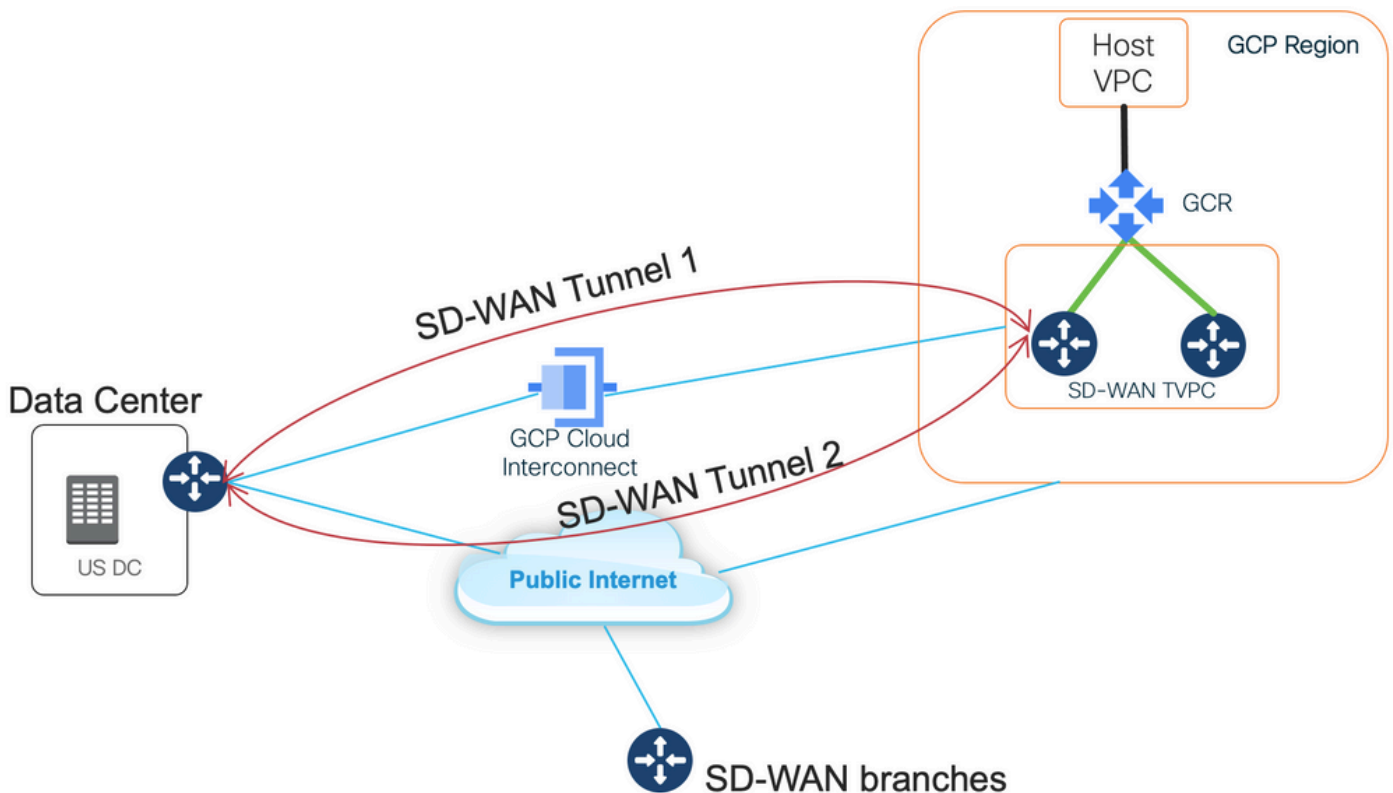 Host
VPC
GCP Region
GCR
SD-WAN Tunnel 1
SD-WAN TVPC
Data Center
GCP Cloud
Interconnect
SD-WAN Tunnel 2
US DC
Public Internet
SD-WAN branches